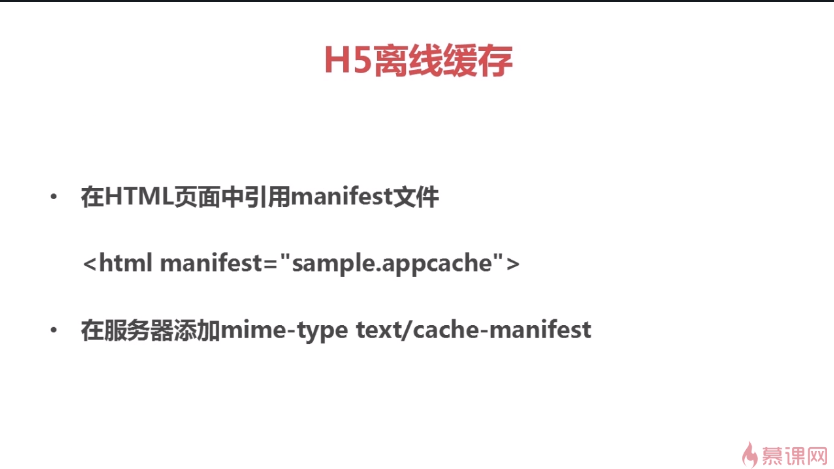 H5离线缓存
• 在HTML页面中引用manifest文件
<html manifest="sample.appcache">
• 在服务器添加mime-type text/cache-manifest
慕课网